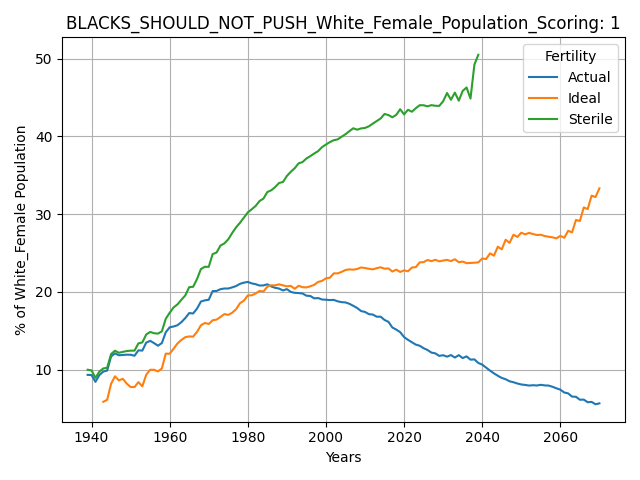 BLACKS_SHOULD_NOT_PUSH_White_Female_Population_Scoring: 1
% of White_Female Population
50
40
30
20
10
1940 1960 1980 2000 2020 2040 2060
Years
Fertility
Actual
Ideal
Sterile